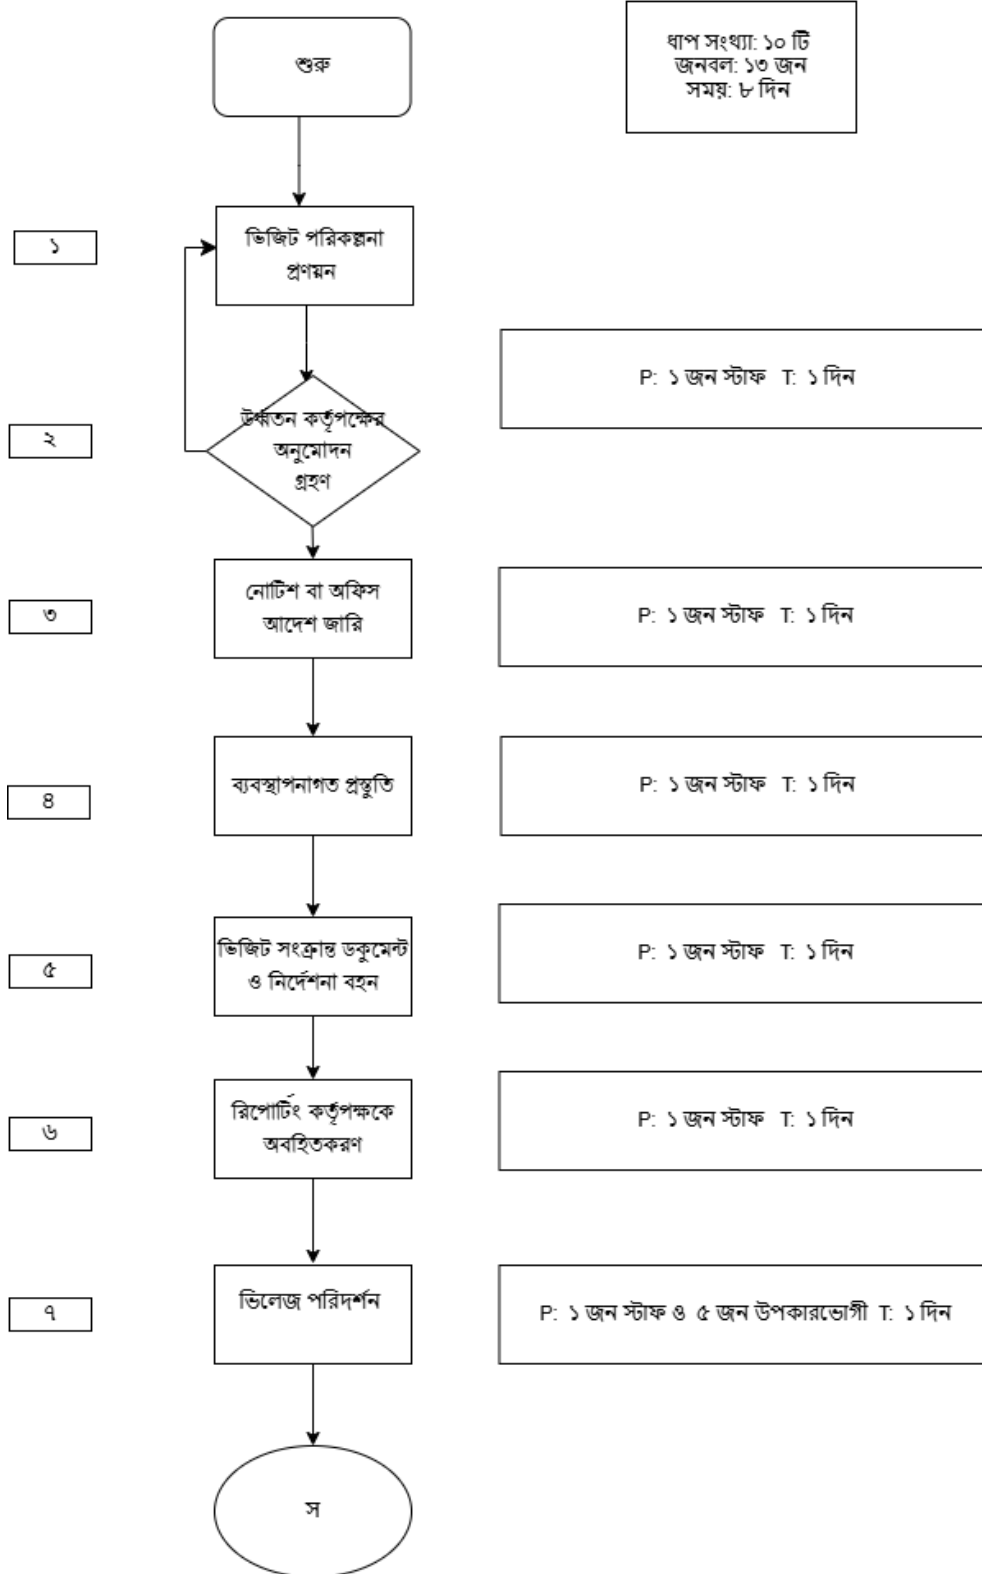 শুরু
ধাপ সংখ্যা: ১০ টি
জনবল: ১৩ জন
সময়: ৮ দিন
১
ভিজিট পরিকল্পনা
প্রণয়ন
P: ১ জন স্টাফ T: ১ দিন
২
উর্ধ্বতন কর্তৃপক্ষের
অনুমোদন
গ্রহণ
৩
নোটিশ বা অফিস
আদেশ জারি
P: ১ জন স্টাফ T: ১ দিন
৪
ব্যবস্থাপনাগত প্রস্তুতি
P: ১ জন স্টাফ T: ১ দিন
৫
ভিজিট সংক্রান্ত ডকুমেন্ট
ও নির্দেশনা বহন
P: ১ জন স্টাফ T: ১ দিন
৬
রিপোর্টিং কর্তৃপক্ষকে
অবহিতকরণ
P: ১ জন স্টাফ T: ১ দিন
৭
ভিলেজ পরিদর্শন
P: ১ জন স্টাফ ও ৫ জন উপকারভোগী T: ১ দিন
স